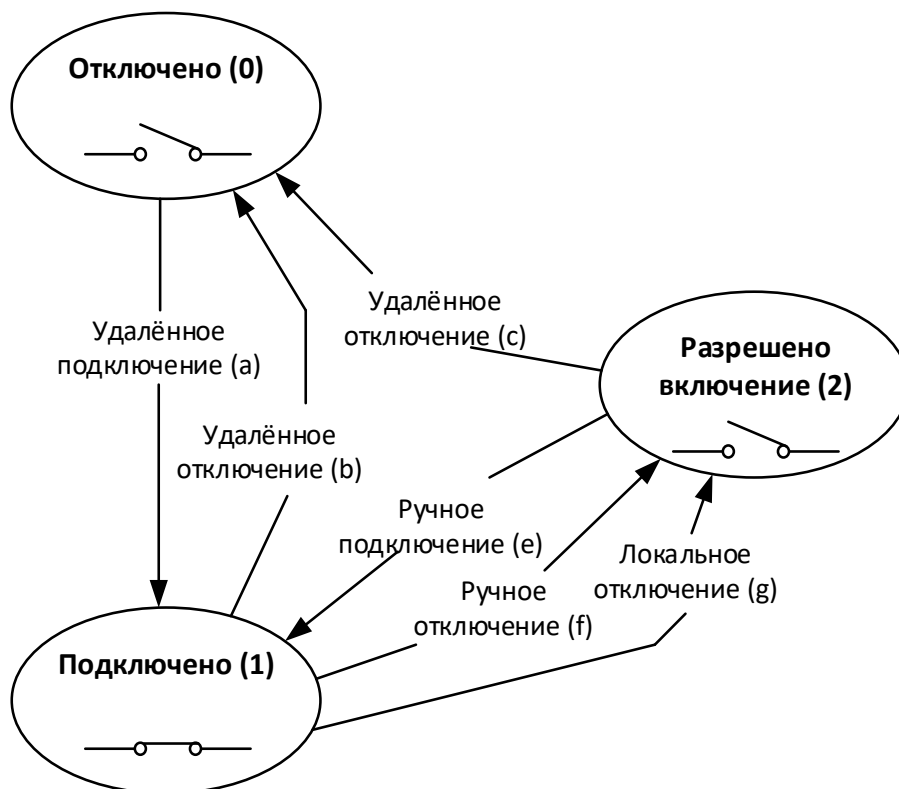 Отключено (0)
Удалённое
подключение (a)
Удалённое
отключение (b)
Удалённое
отключение (c)
Разрешено
включение (2)
Ручное
подключение (e)
Ручное
отключение (f)
Локальное
отключение (g)
Подключено (1)